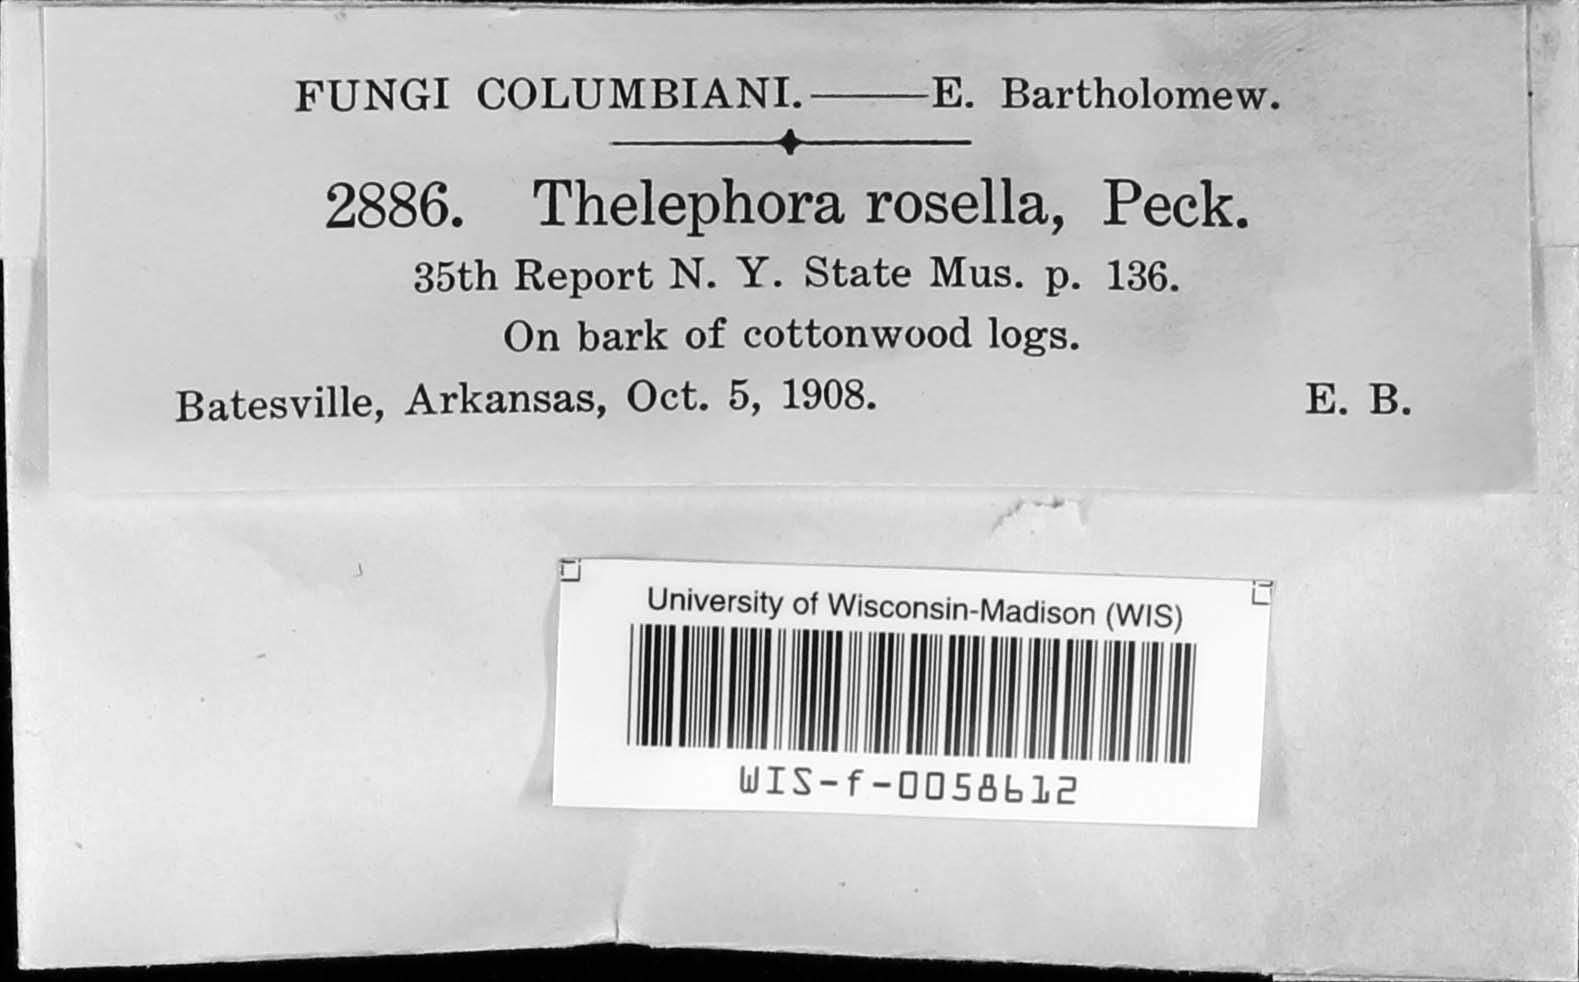 FUNGI COLUMBIANI.——E. Bartholomew.
2886. Thelephora rosella, Peck.
35th Report N. Y. State Mus. p. 136.
On bark of cottonwood logs.
Batesville, Arkansas, Oct. 5, 1908. E. B.
University of Wisconsin-Madison (WIS)
WIS-f-0058612